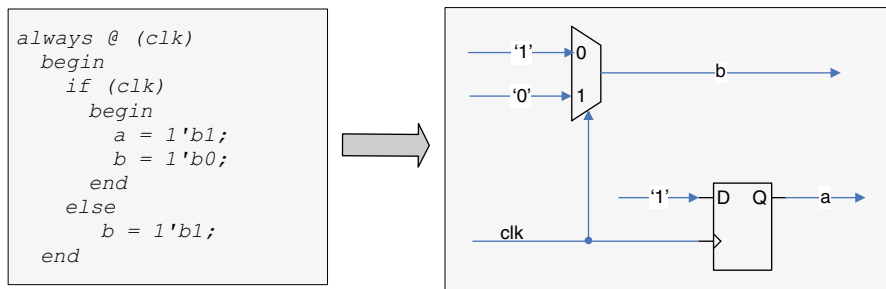 always @ (clk)
begin
if (clk)
begin
a = 1'b1;
b = 1'b0;
end
else
b = 1'b1;
end
‘1’ 0
b
‘0’ 1
‘1’ D Q a
clk